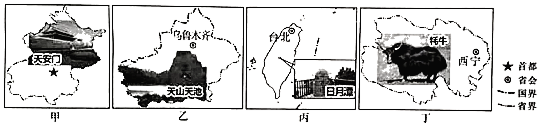 天安门
乌鲁木齐
天山天池
台北
日月潭
牦牛
西宁
首都
省会
国界
省界
甲
乙
丙
丁